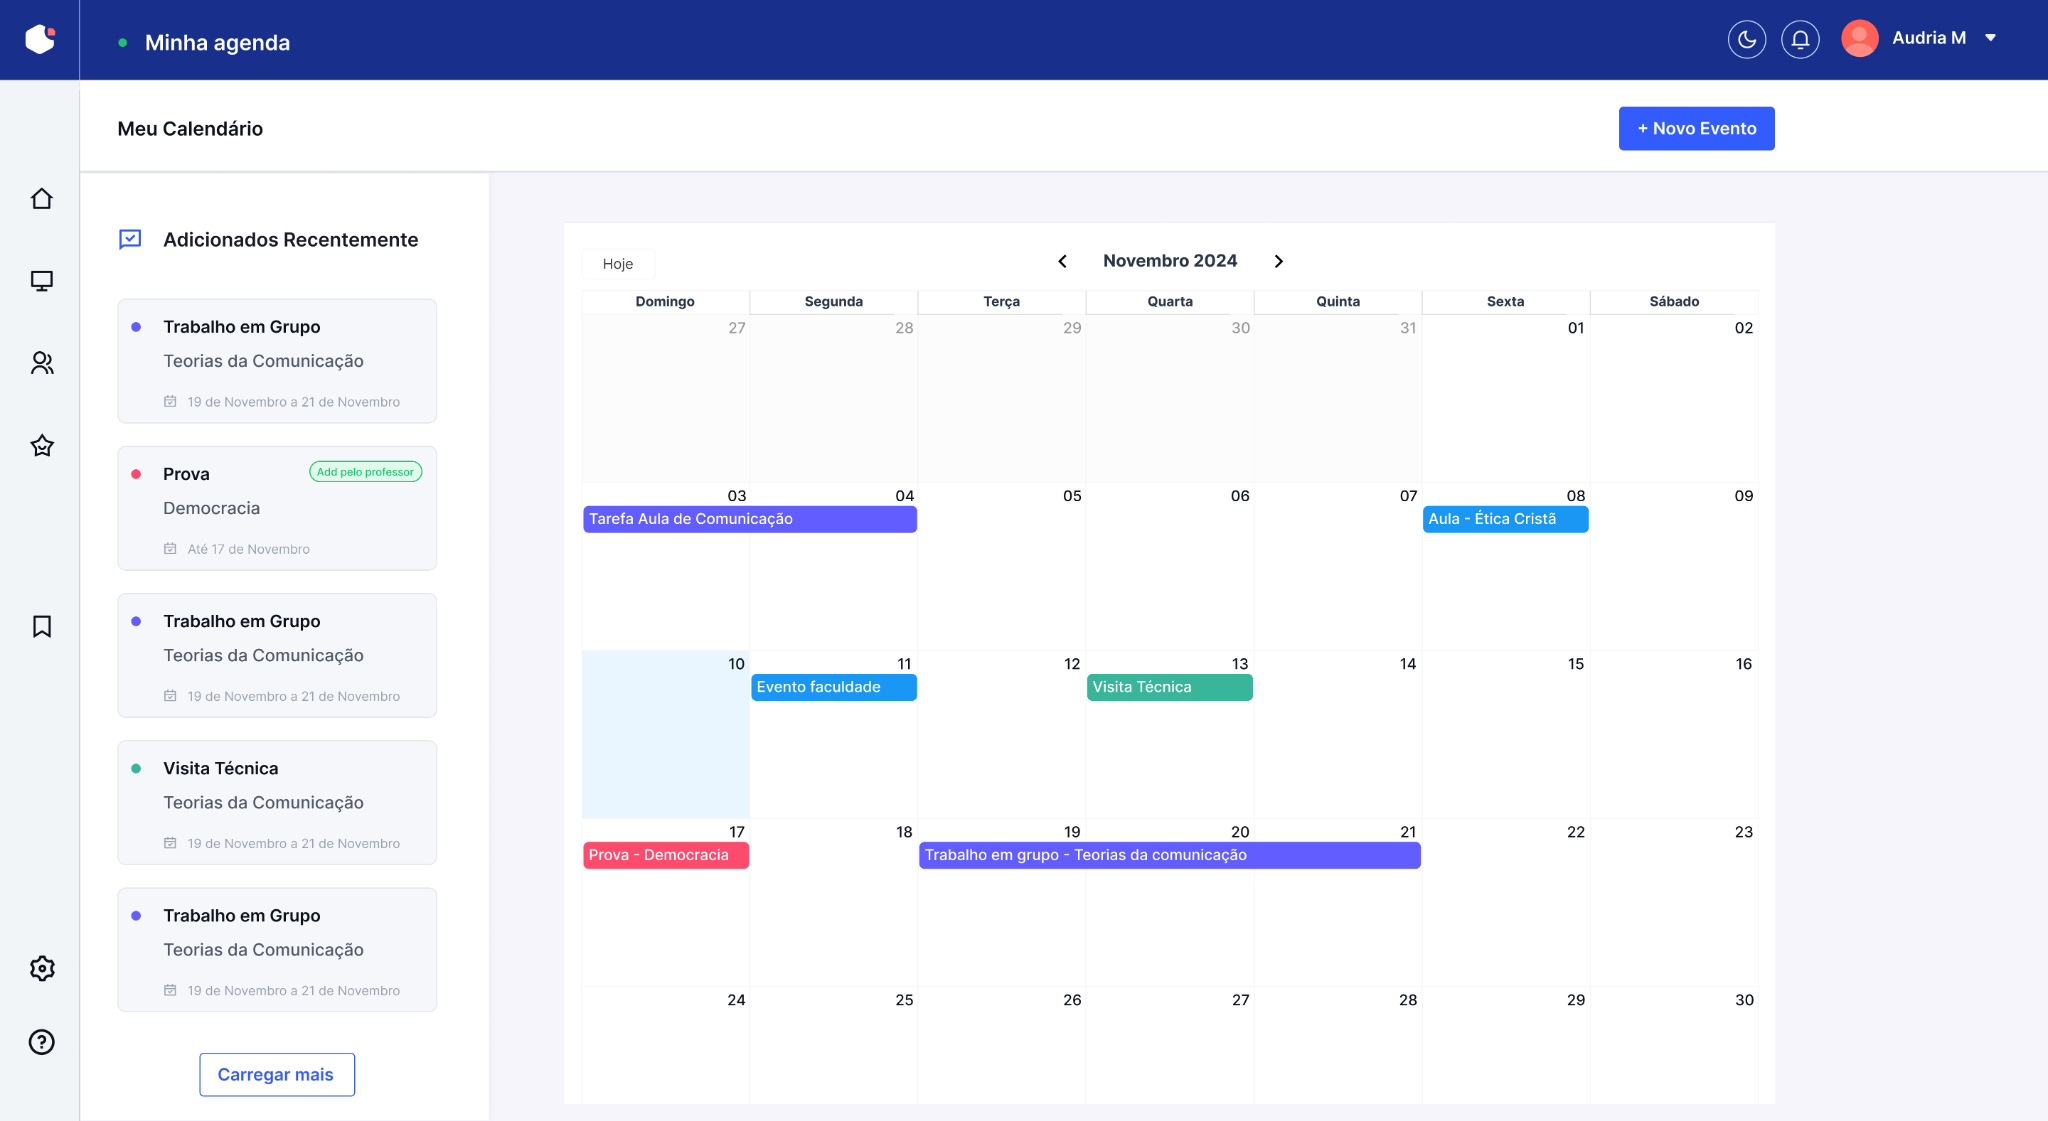 Minha agenda
Audria M
Meu Calendário
+ Novo Evento
Adicionados Recentemente
Trabalho em Grupo
Teorias da Comunicação
19 de Novembro a 21 de Novembro
Prova
Add pelo professor
Democracia
Até 17 de Novembro
Trabalho em Grupo
Teorias da Comunicação
19 de Novembro a 21 de Novembro
Visita Técnica
Teorias da Comunicação
19 de Novembro a 21 de Novembro
Trabalho em Grupo
Teorias da Comunicação
19 de Novembro a 21 de Novembro
Carregar mais
Hoje
Novembro 2024
Domingo Segunda Terça Quarta Quinta Sexta Sábado
27 28 29 30 31 01 02
03 04 05 06 07 08 09
Tarefa Aula de Comunicação
Aula - Ética Cristã
10 11 12 13 14 15 16
Evento faculdade
Visita Técnica
17 18 19 20 21 22 23
Prova - Democracia
Trabalho em grupo - Teorias da comunicação
24 25 26 27 28 29 30